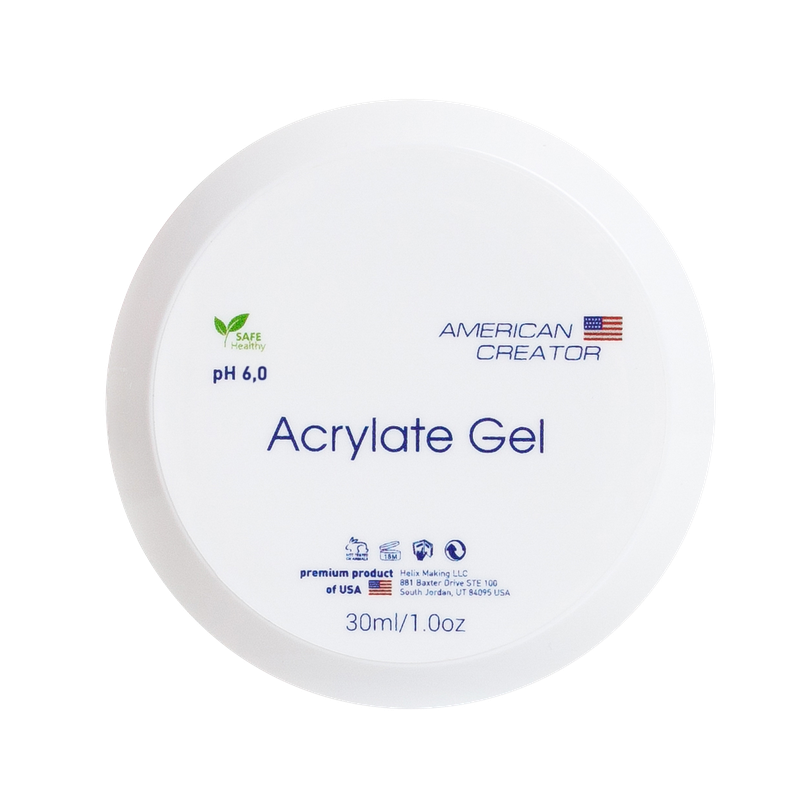 SAFE
Healthy
pH 6,0
AMERICAN
CREATOR
Acrylate Gel
18M
premium product
of USA
Helix Making LLC
881 Baxter Drive STE 100
South Jordan, UT 84095 USA
30ml/1.0oz